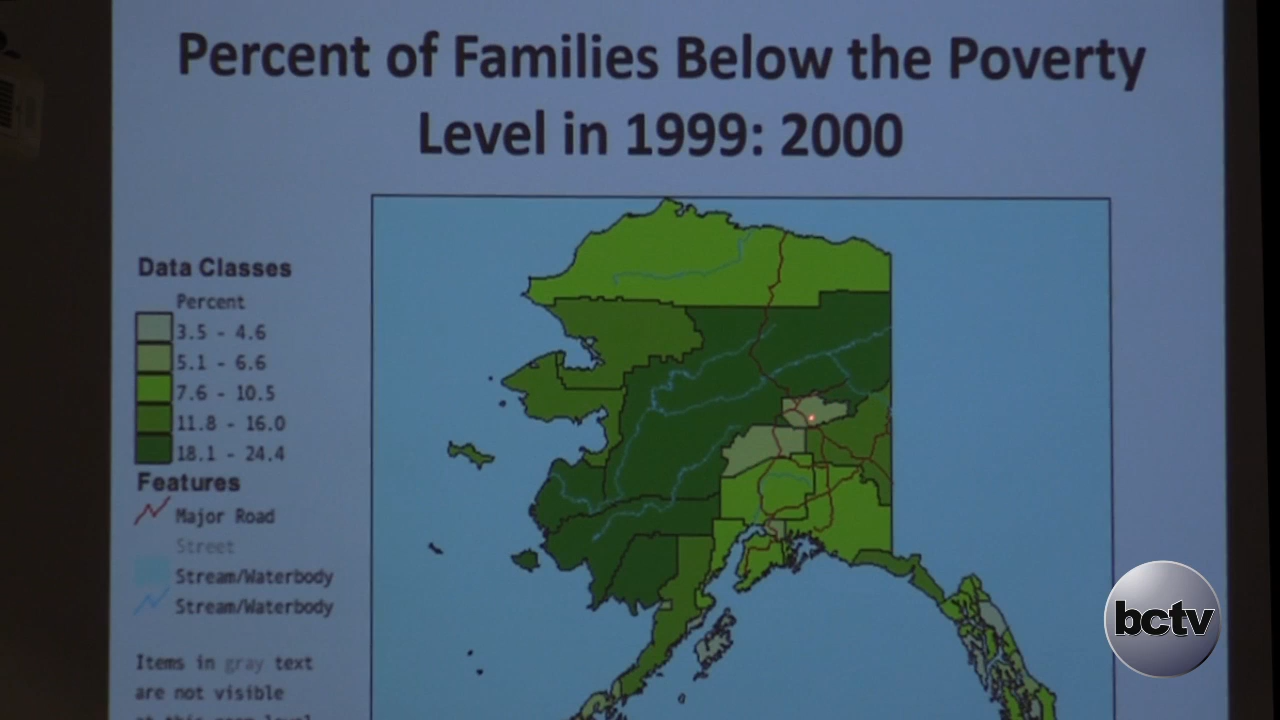 Percent of Families Below the Poverty
Level in 1999: 2000
Data Classes
Percent
3.5 - 4.6
5.1 - 6.6
7.6 - 10.5
11.8 - 16.0
18.1 - 24.4
Features
Major Road
Street
Stream/Waterbody
Stream/Waterbody
Items in gray text
are not visible
bctv